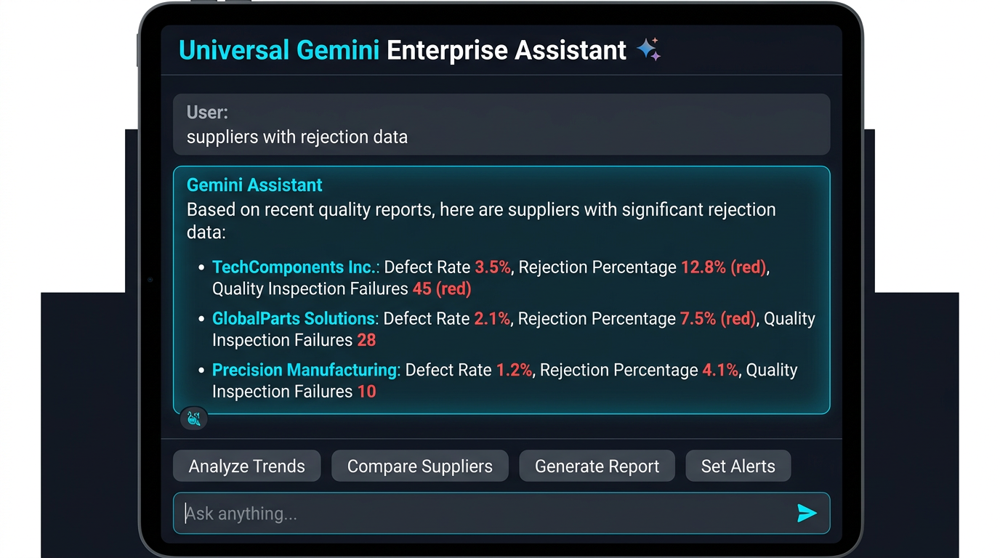 Universal Gemini Enterprise Assistant
User:
suppliers with rejection data
Gemini Assistant
Based on recent quality reports, here are suppliers with significant rejection
data:
• TechComponents Inc.: Defect Rate 3.5%, Rejection Percentage 12.8% (red),
Quality Inspection Failures 45 (red)
• GlobalParts Solutions: Defect Rate 2.1%, Rejection Percentage 7.5% (red), Quality
Inspection Failures 28
• Precision Manufacturing: Defect Rate 1.2%, Rejection Percentage 4.1%, Quality
Inspection Failures 10
Analyze Trends
Compare Suppliers
Generate Report
Set Alerts
Ask anything...